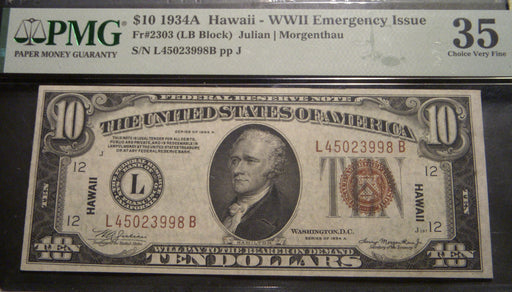 PMG
PAPER MONEY GUARANTY
$10 1934A Hawaii - WWII Emergency Issue
Fr#2303 (LB Block) Julian | Morgenthau
S/N L45023998B pp J
35
Choice Very Fine
FEDERAL RESERVE NOTE
10
THE UNITED STATES OF AMERICA
10
SERIES OF 1934 A
THIS NOTE IS LEGAL TENDER FOR ALL DEBTS,
PUBLIC AND PRIVATE, AND IS REDEEMABLE IN
LAWFUL MONEY AT THE UNITED STATES TREASURY
OR AT ANY FEDERAL RESERVE BANK
J
L45023998 B
12
12
HAWAII
L
HAWAII
TEN
TEN
12
L45023998 B
WASHINGTON, D.C.
SERIES OF 1934 A
12
HAMILTON
WILL PAY TO THE BEARER ON DEMAND
TEN
TEN DOLLARS
TEN